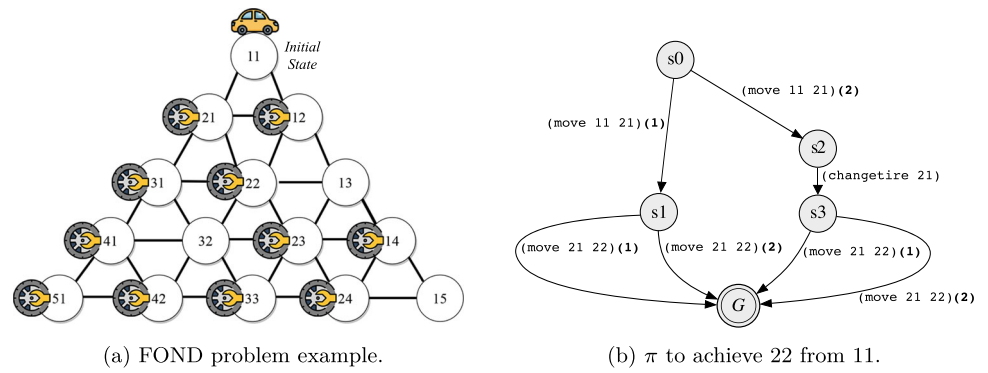 11
Initial
State
21
12
31
22
13
41
32
23
14
51
42
33
24
15
(a) FOND problem example.
s0
(move 11 21)(2)
(move 11 21)(1)
s2
(changetire 21)
s1
s3
(move 21 22)(1)
(move 21 22)(2)
(move 21 22)(1)
(move 21 22)(2)
G
(b) π to achieve 22 from 11.